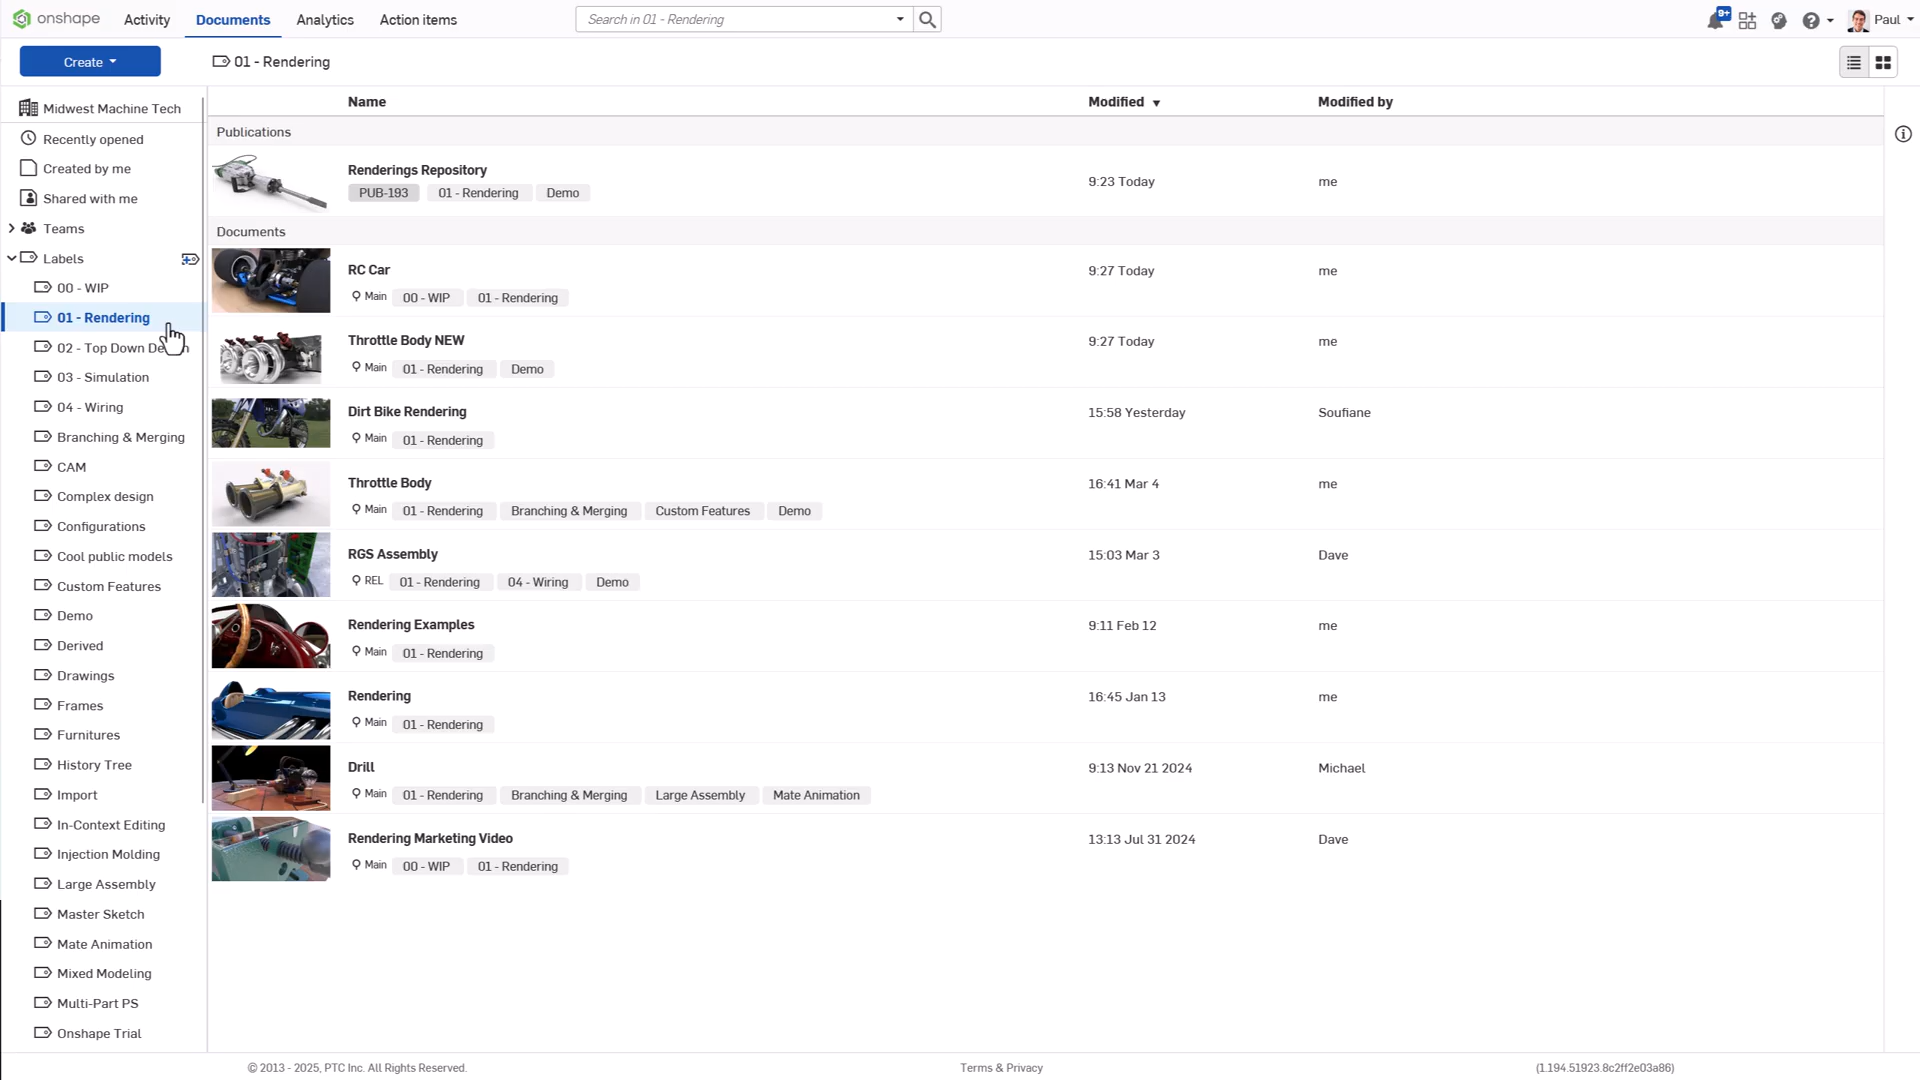 onshape
Activity
Documents
Analytics
Action items
Search in 01 - Rendering
9+
Paul
Create
01 - Rendering
Midwest Machine Tech
Recently opened
Created by me
Shared with me
Teams
Labels
00 - WIP
01 - Rendering
02 - Top Down De n
03 - Simulation
04 - Wiring
Branching & Merging
CAM
Complex design
Configurations
Cool public models
Custom Features
Demo
Derived
Drawings
Frames
Furnitures
History Tree
Import
In-Context Editing
Injection Molding
Large Assembly
Master Sketch
Mate Animation
Mixed Modeling
Multi-Part PS
Onshape Trial
Name Modified Modified by
Publications
Renderings Repository 9:23 Today me
PUB-193 01 - Rendering Demo
Documents
RC Car 9:27 Today me
Main 00 - WIP 01 - Rendering
Throttle Body NEW 9:27 Today me
Main 01 - Rendering Demo
Dirt Bike Rendering 15:58 Yesterday Soufiane
Main 01 - Rendering
Throttle Body 16:41 Mar 4 me
Main 01 - Rendering Branching & Merging Custom Features Demo
RGS Assembly 15:03 Mar 3 Dave
REL 01 - Rendering 04 - Wiring Demo
Rendering Examples 9:11 Feb 12 me
Main 01 - Rendering
Rendering 16:45 Jan 13 me
Main 01 - Rendering
Drill 9:13 Nov 21 2024 Michael
Main 01 - Rendering Branching & Merging Large Assembly Mate Animation
Rendering Marketing Video 13:13 Jul 31 2024 Dave
Main 00 - WIP 01 - Rendering
© 2013 - 2025, PTC Inc. All Rights Reserved.
Terms & Privacy
(1.194.51923.8c2ff2e03a86)